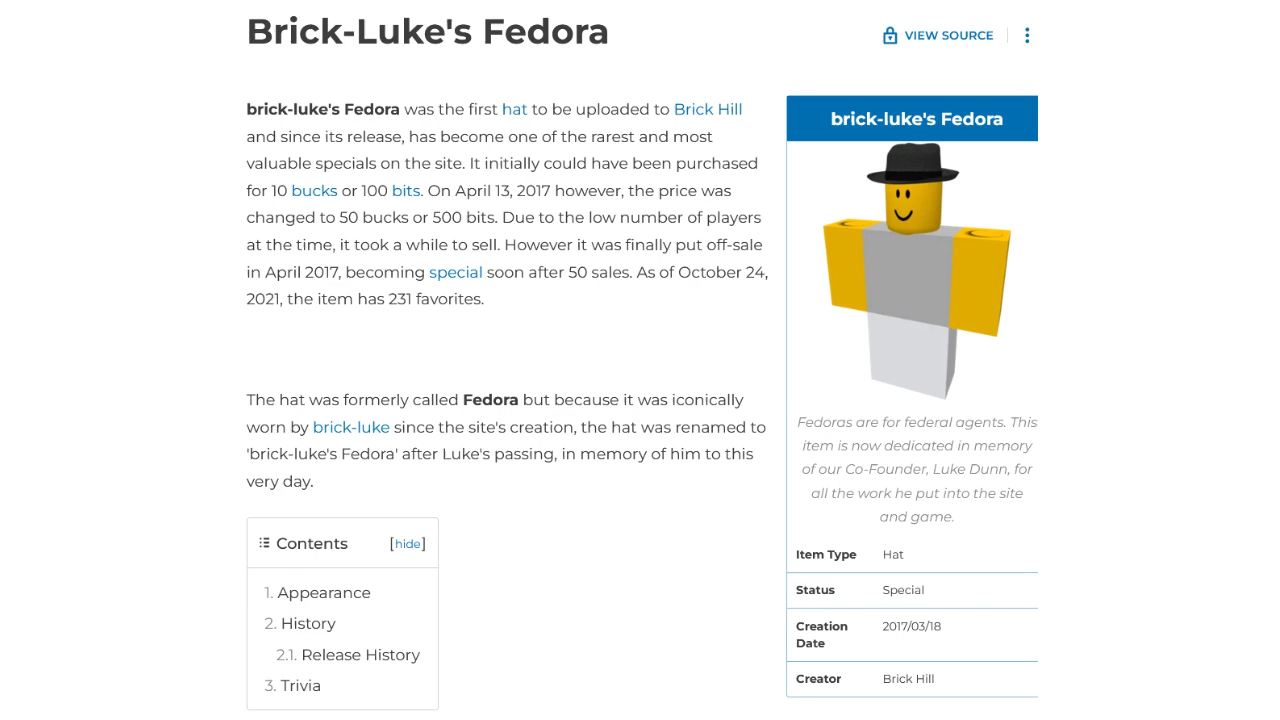 Brick-Luke's Fedora
VIEW SOURCE
brick-luke's Fedora was the first hat to be uploaded to Brick Hill
and since its release, has become one of the rarest and most
valuable specials on the site. It initially could have been purchased
for 10 bucks or 100 bits. On April 13, 2017 however, the price was
changed to 50 bucks or 500 bits. Due to the low number of players
at the time, it took a while to sell. However it was finally put off-sale
in April 2017, becoming special soon after 50 sales. As of October 24,
2021, the item has 231 favorites.
The hat was formerly called Fedora but because it was iconically
worn by brick-luke since the site's creation, the hat was renamed to
'brick-luke's Fedora' after Luke's passing, in memory of him to this
very day.
Contents [hide]
1. Appearance
2. History
2.1. Release History
3. Trivia
brick-luke's Fedora
Fedoras are for federal agents. This
item is now dedicated in memory
of our Co-Founder, Luke Dunn, for
all the work he put into the site
and game.
Item Type Hat
Status Special
Creation Date 2017/03/18
Creator Brick Hill